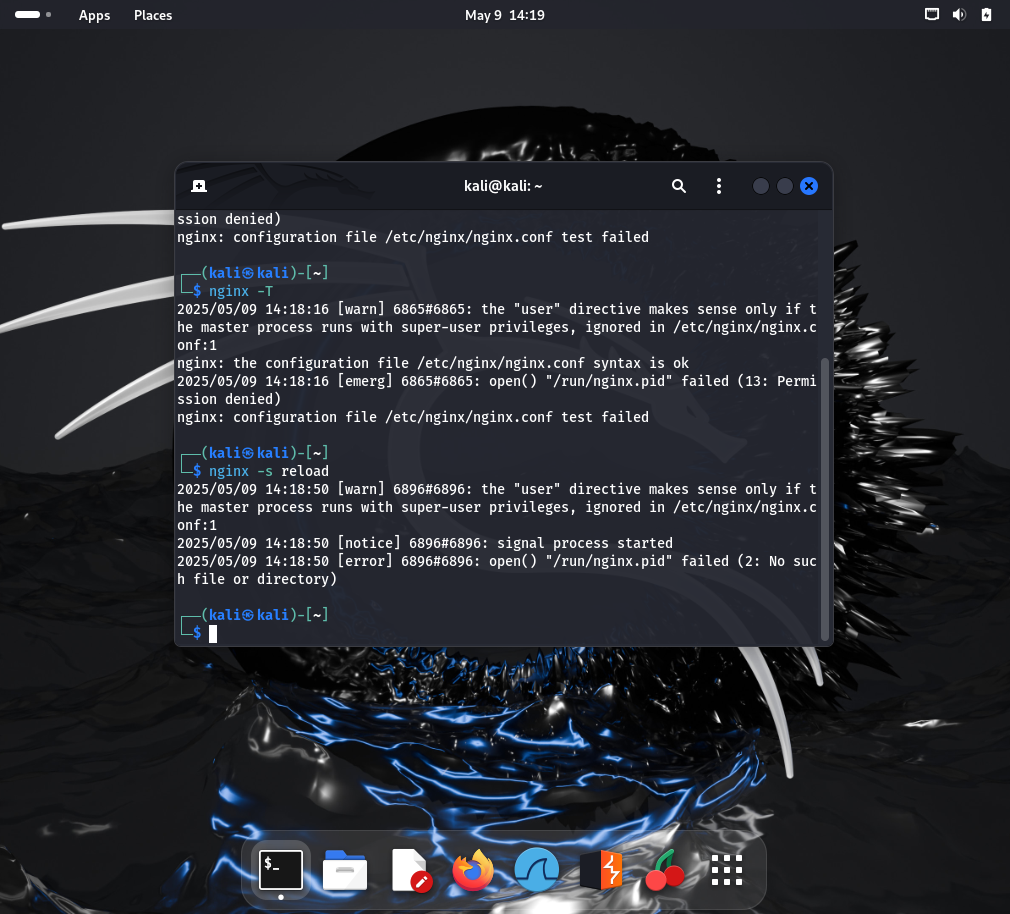 Apps Places May 9 14:19
kali@kali: ~
ssion denied)
nginx: configuration file /etc/nginx/nginx.conf test failed
┌──(kali㉿kali)-[~]
└─$ nginx -T
2025/05/09 14:18:16 [warn] 6865#6865: the "user" directive makes sense only if t
he master process runs with super-user privileges, ignored in /etc/nginx/nginx.c
onf:1
nginx: the configuration file /etc/nginx/nginx.conf syntax is ok
2025/05/09 14:18:16 [emerg] 6865#6865: open() "/run/nginx.pid" failed (13: Permi
ssion denied)
nginx: configuration file /etc/nginx/nginx.conf test failed
┌──(kali㉿kali)-[~]
└─$ nginx -s reload
2025/05/09 14:18:50 [warn] 6896#6896: the "user" directive makes sense only if t
he master process runs with super-user privileges, ignored in /etc/nginx/nginx.c
onf:1
2025/05/09 14:18:50 [notice] 6896#6896: signal process started
2025/05/09 14:18:50 [error] 6896#6896: open() "/run/nginx.pid" failed (2: No suc
h file or directory)
┌──(kali㉿kali)-[~]
└─$
$_